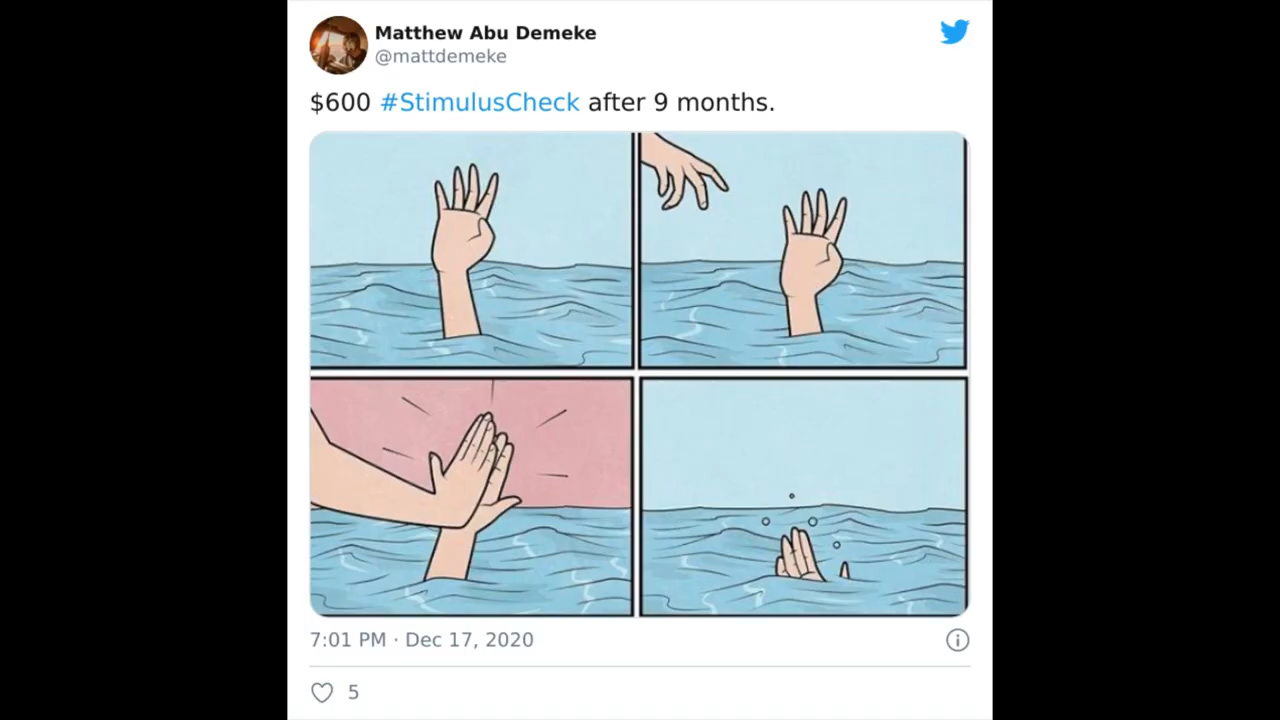 Matthew Abu Demeke
@mattdemeke
$600 #StimulusCheck after 9 months.
7:01 PM · Dec 17, 2020
5